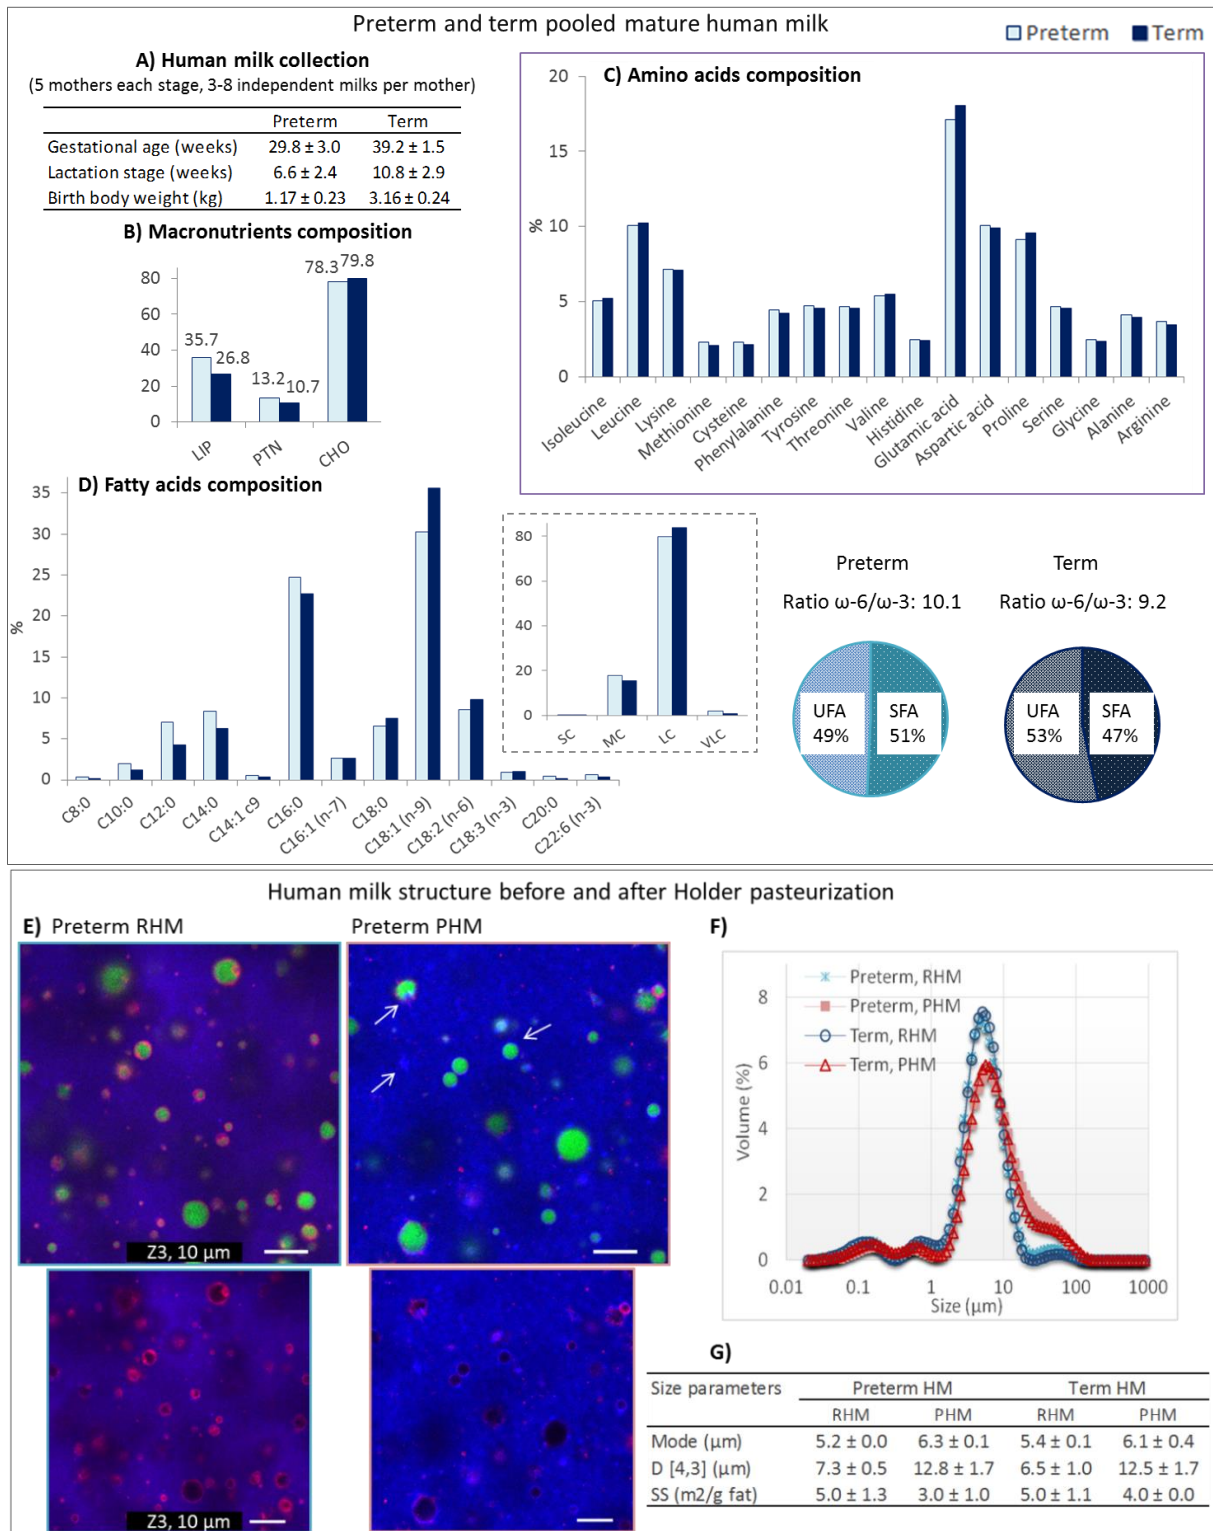 Preterm and term pooled mature human milk
Preterm Term
A) Human milk collection
(5 mothers each stage, 3-8 independent milks per mother)
Preterm Term
Gestational age (weeks) 29.8 ± 3.0 39.2 ± 1.5
Lactation stage (weeks) 6.6 ± 2.4 10.8 ± 2.9
Birth body weight (kg) 1.17 ± 0.23 3.16 ± 0.24
B) Macronutrients composition
80
60
40
20
0
35.7
26.8
13.2
10.7
78.3
79.8
LIP
PTN
CHO
C) Amino acids composition
%
20
15
10
5
0
Isoleucine
Leucine
Lysine
Methionine
Cysteine
Phenylalanine
Tyrosine
Threonine
Valine
Histidine
Glutamic acid
Aspartic acid
Proline
Serine
Glycine
Alanine
Arginine
D) Fatty acids composition
%
35
30
25
20
15
10
5
0
C8:0
C10:0
C12:0
C14:0
C14:1 c9
C16:0
C16:1 (n-7)
C18:0
C18:1 (n-9)
C18:2 (n-6)
C18:3 (n-3)
C20:0
C22:6 (n-3)
80
60
40
20
0
SC
MC
LC
VLC
Preterm
Ratio ω-6/ω-3: 10.1
UFA
49%
SFA
51%
Term
Ratio ω-6/ω-3: 9.2
UFA
53%
SFA
47%
Human milk structure before and after Holder pasteurization
E) Preterm RHM
Preterm PHM
Z3, 10 µm
Z3, 10 µm
F)
Preterm, RHM
Preterm, PHM
Term, RHM
Term, PHM
Volume (%)
8
6
4
2
0
0.01 0.1 1 10 100 1000
Size (µm)
G)
Size parameters Preterm HM Term HM
RHM PHM RHM PHM
Mode (µm) 5.2 ± 0.0 6.3 ± 0.1 5.4 ± 0.1 6.1 ± 0.4
D [4,3] (µm) 7.3 ± 0.5 12.8 ± 1.7 6.5 ± 1.0 12.5 ± 1.7
SS (m2/g fat) 5.0 ± 1.3 3.0 ± 1.0 5.0 ± 1.1 4.0 ± 0.0